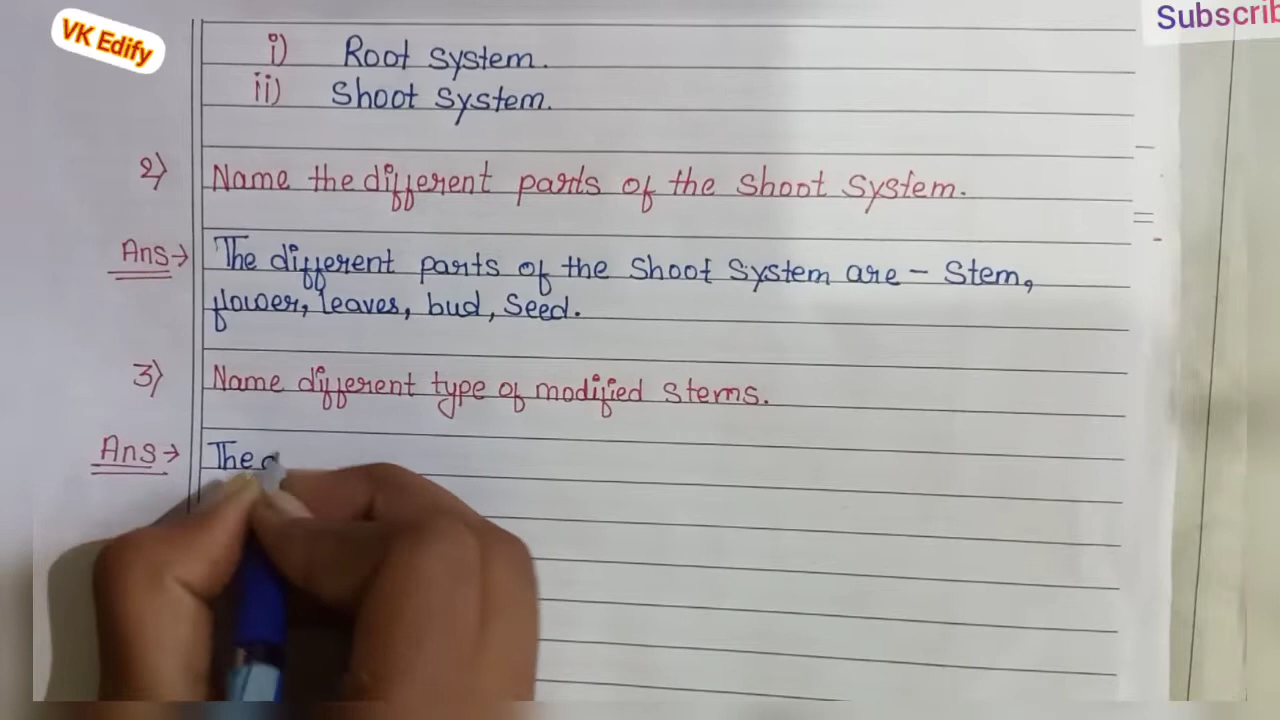 VK Edify
Subscrib
i) Root System.
ii) Shoot System.
2) Name the different parts of the Shoot System.
Ans→ The different parts of the Shoot System are - Stem,
flower, leaves, bud, Seed.
3) Name different type of modified Stems.
Ans→ The